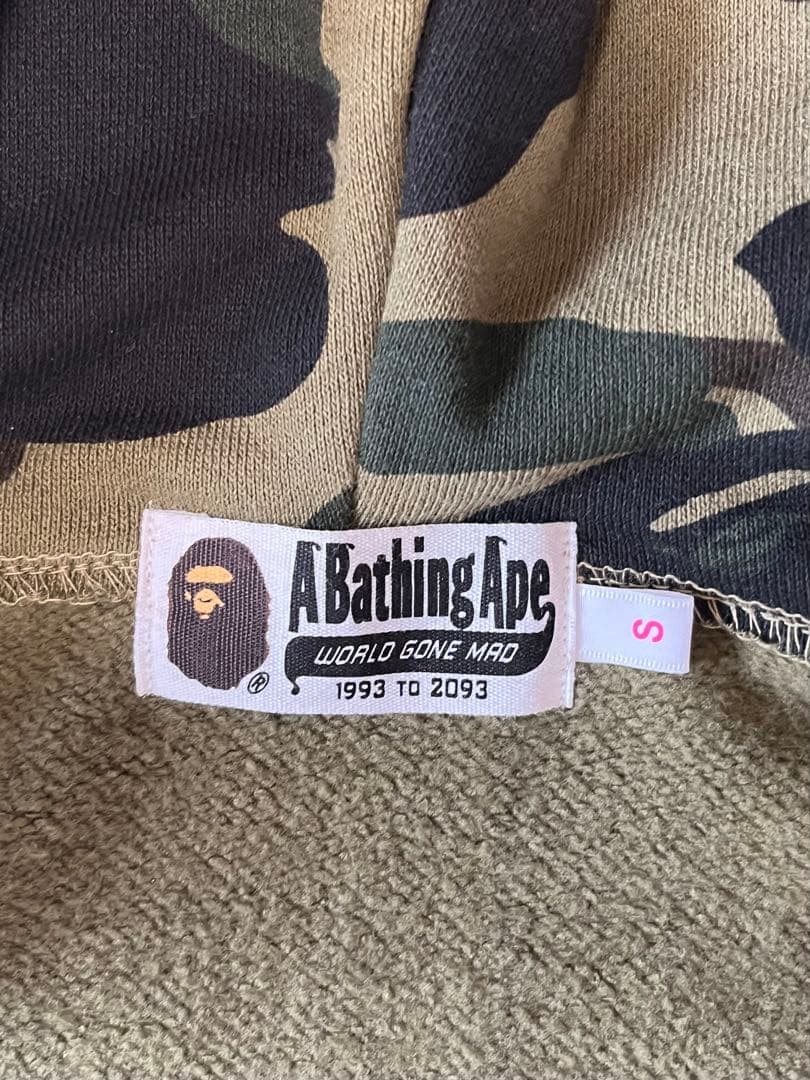 A Bathing Ape
WORLD GONE MAD
1993 TO 2093
®
S